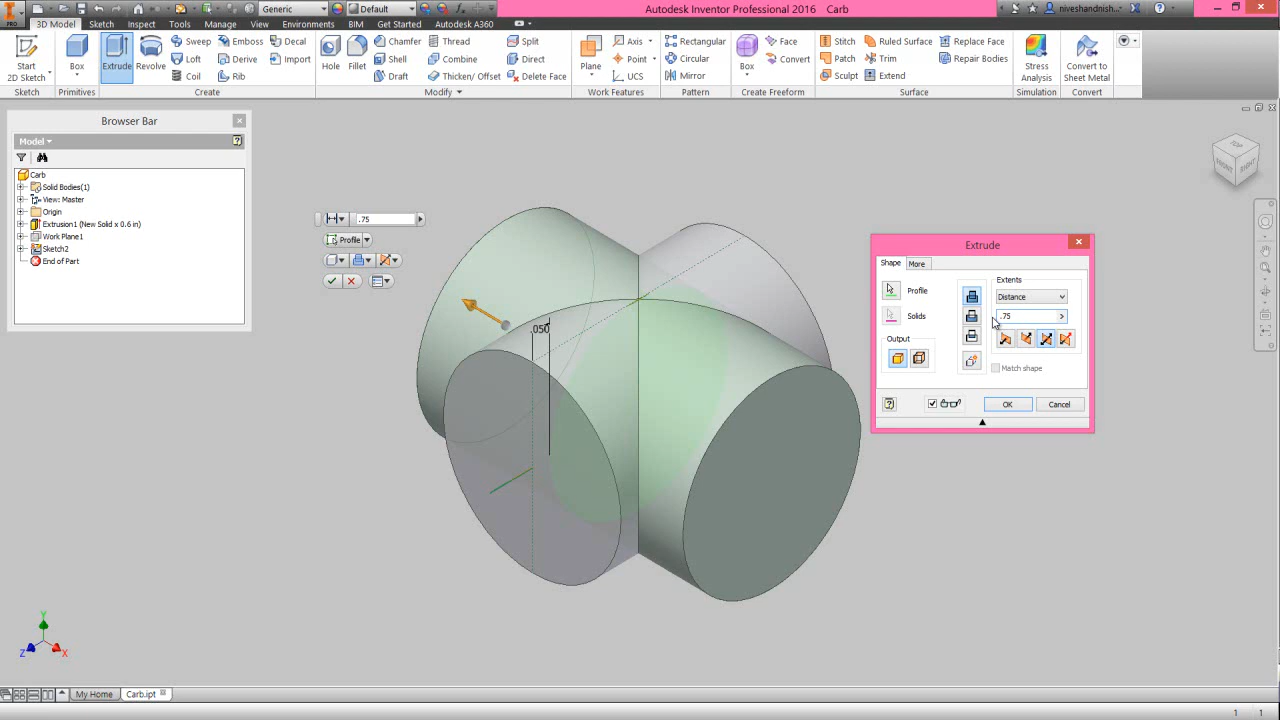 PRO
Generic
Default
Autodesk Inventor Professional 2016 Carb
niveshandnish...
3D Model Sketch Inspect Tools Manage View Environments BIM Get Started Autodesk A360
Start
2D Sketch
Box
Extrude
Revolve
Sweep
Loft
Coil
Emboss
Derive
Rib
Decal
Import
Hole
Fillet
Chamfer
Shell
Draft
Thread
Combine
Thicken/ Offset
Split
Direct
Delete Face
Plane
Axis
Point
UCS
Rectangular
Circular
Mirror
Box
Face
Convert
Stitch
Patch
Sculpt
Ruled Surface
Trim
Extend
Replace Face
Repair Bodies
Stress
Analysis
Convert to
Sheet Metal
Sketch Primitives Create Modify Work Features Pattern Create Freeform Surface Simulation Convert
Browser Bar
Model
Carb
Solid Bodies(1)
View: Master
Origin
Extrusion1 (New Solid x 0.6 in)
Work Plane1
Sketch2
End of Part
.75
Profile
.050
TOP
FRONT
RIGHT
Extrude
Shape More
Profile
Solids
Output
Extents
Distance
.75
Match shape
OK Cancel
Y
Z
X
My Home Carb.ipt
1 1